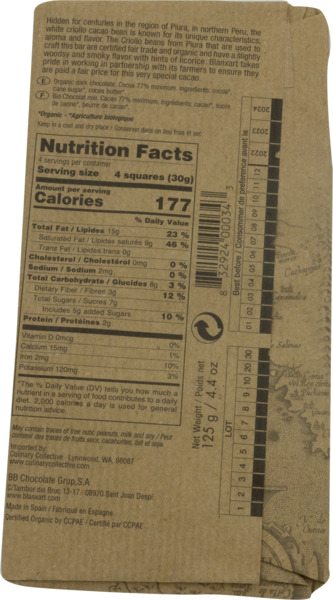 Hidden for centuries in the region of Piura, in northern Peru, the
white criollo cacao bean is known for its unique characteristics,
aroma and flavor. The Criollo beans from Piura that are used to
craft this bar are certified fair trade and organic and have a slightly
woodsy and smoky flavor with hints of licorice. Blanxart takes
pride in working in partnership with its farmers to ensure they
are paid a fair price for this very special cacao.
E Organic dark chocolate. Cocoa 77% maximum. Ingredients: cocoa*,
cane sugar*, cocoa butter*.
F Bio Chocolat noir. Cacao 77% maximum. Ingrédients: cacao*, sucre
de canne*, beurre de cacao*.
*Organic - *Agriculture biologique
Keep in a cool and dry place / Conserver dans un lieu frais et sec
Nutrition Facts
4 servings per container
Serving size 4 squares (30g)
Amount per serving
Calories 177
% Daily Value
Total Fat / Lipides 15g 23 %
Saturated Fat / Lipides saturés 9g 46 %
Trans Fat / Lipides trans 0g
Cholesterol / Cholestérol 0mg 0 %
Sodium / Sodium 2mg 0 %
Total Carbohydrate / Glucides 8g 3 %
Dietary Fiber / Fibres 3g 12 %
Total Sugars / Sucres 7g
Includes 5g added Sugars 10 %
Protein / Protéines 2g
Vitamin D 0mcg 0%
Calcium 15mg 1%
Iron 2mg 10%
Potassium 120mg 3%
*The % Daily Value (DV) tells you how much a
nutrient in a serving of food contributes to a daily
diet. 2,000 calories a day is used for general
nutrition advice.
May contain traces of tree nuts, peanuts, milk and soy / Peut
contenir des traces de fruits secs, cacahuètes, lait et soja.
Imported by:
Culinary Collective · Lynnwood, WA, 98087
www.culinarycollective.com
BB Chocolate Grup,S.A
C/Tambor del Bruc 13-17 / 08970 Sant Joan Despí
www.blanxart.com
Made in Spain / Fabriqué en Espagne
Certified Organic by CCPAE / Certifié par CCPAE
8 32924 00034 3
Net Weight / Poids net
125 g / 4.4 oz
Best before / Consommer de préférence avant le
01 02 03 04 05 06 07 08 09 10 11 12 2022 2023 2024
LOT
1 2 3 4 5 6 7 8 9 10 20 30